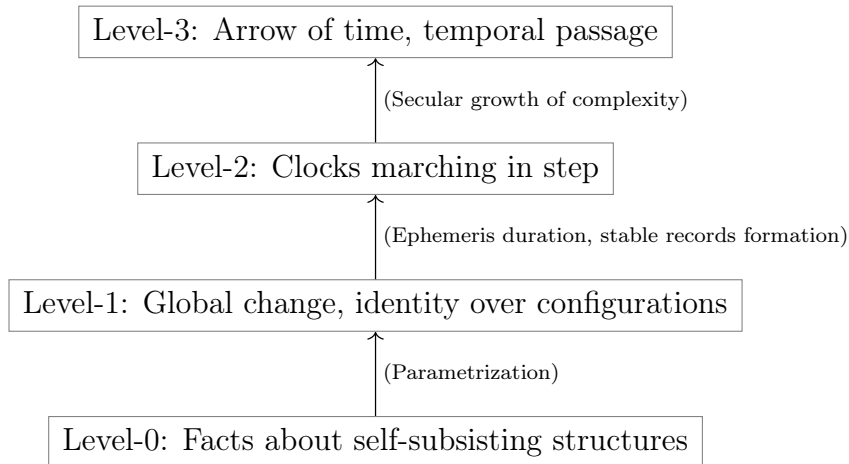 Level-3: Arrow of time, temporal passage
(Secular growth of complexity)
Level-2: Clocks marching in step
(Ephemeris duration, stable records formation)
Level-1: Global change, identity over configurations
(Parametrization)
Level-0: Facts about self-subsisting structures